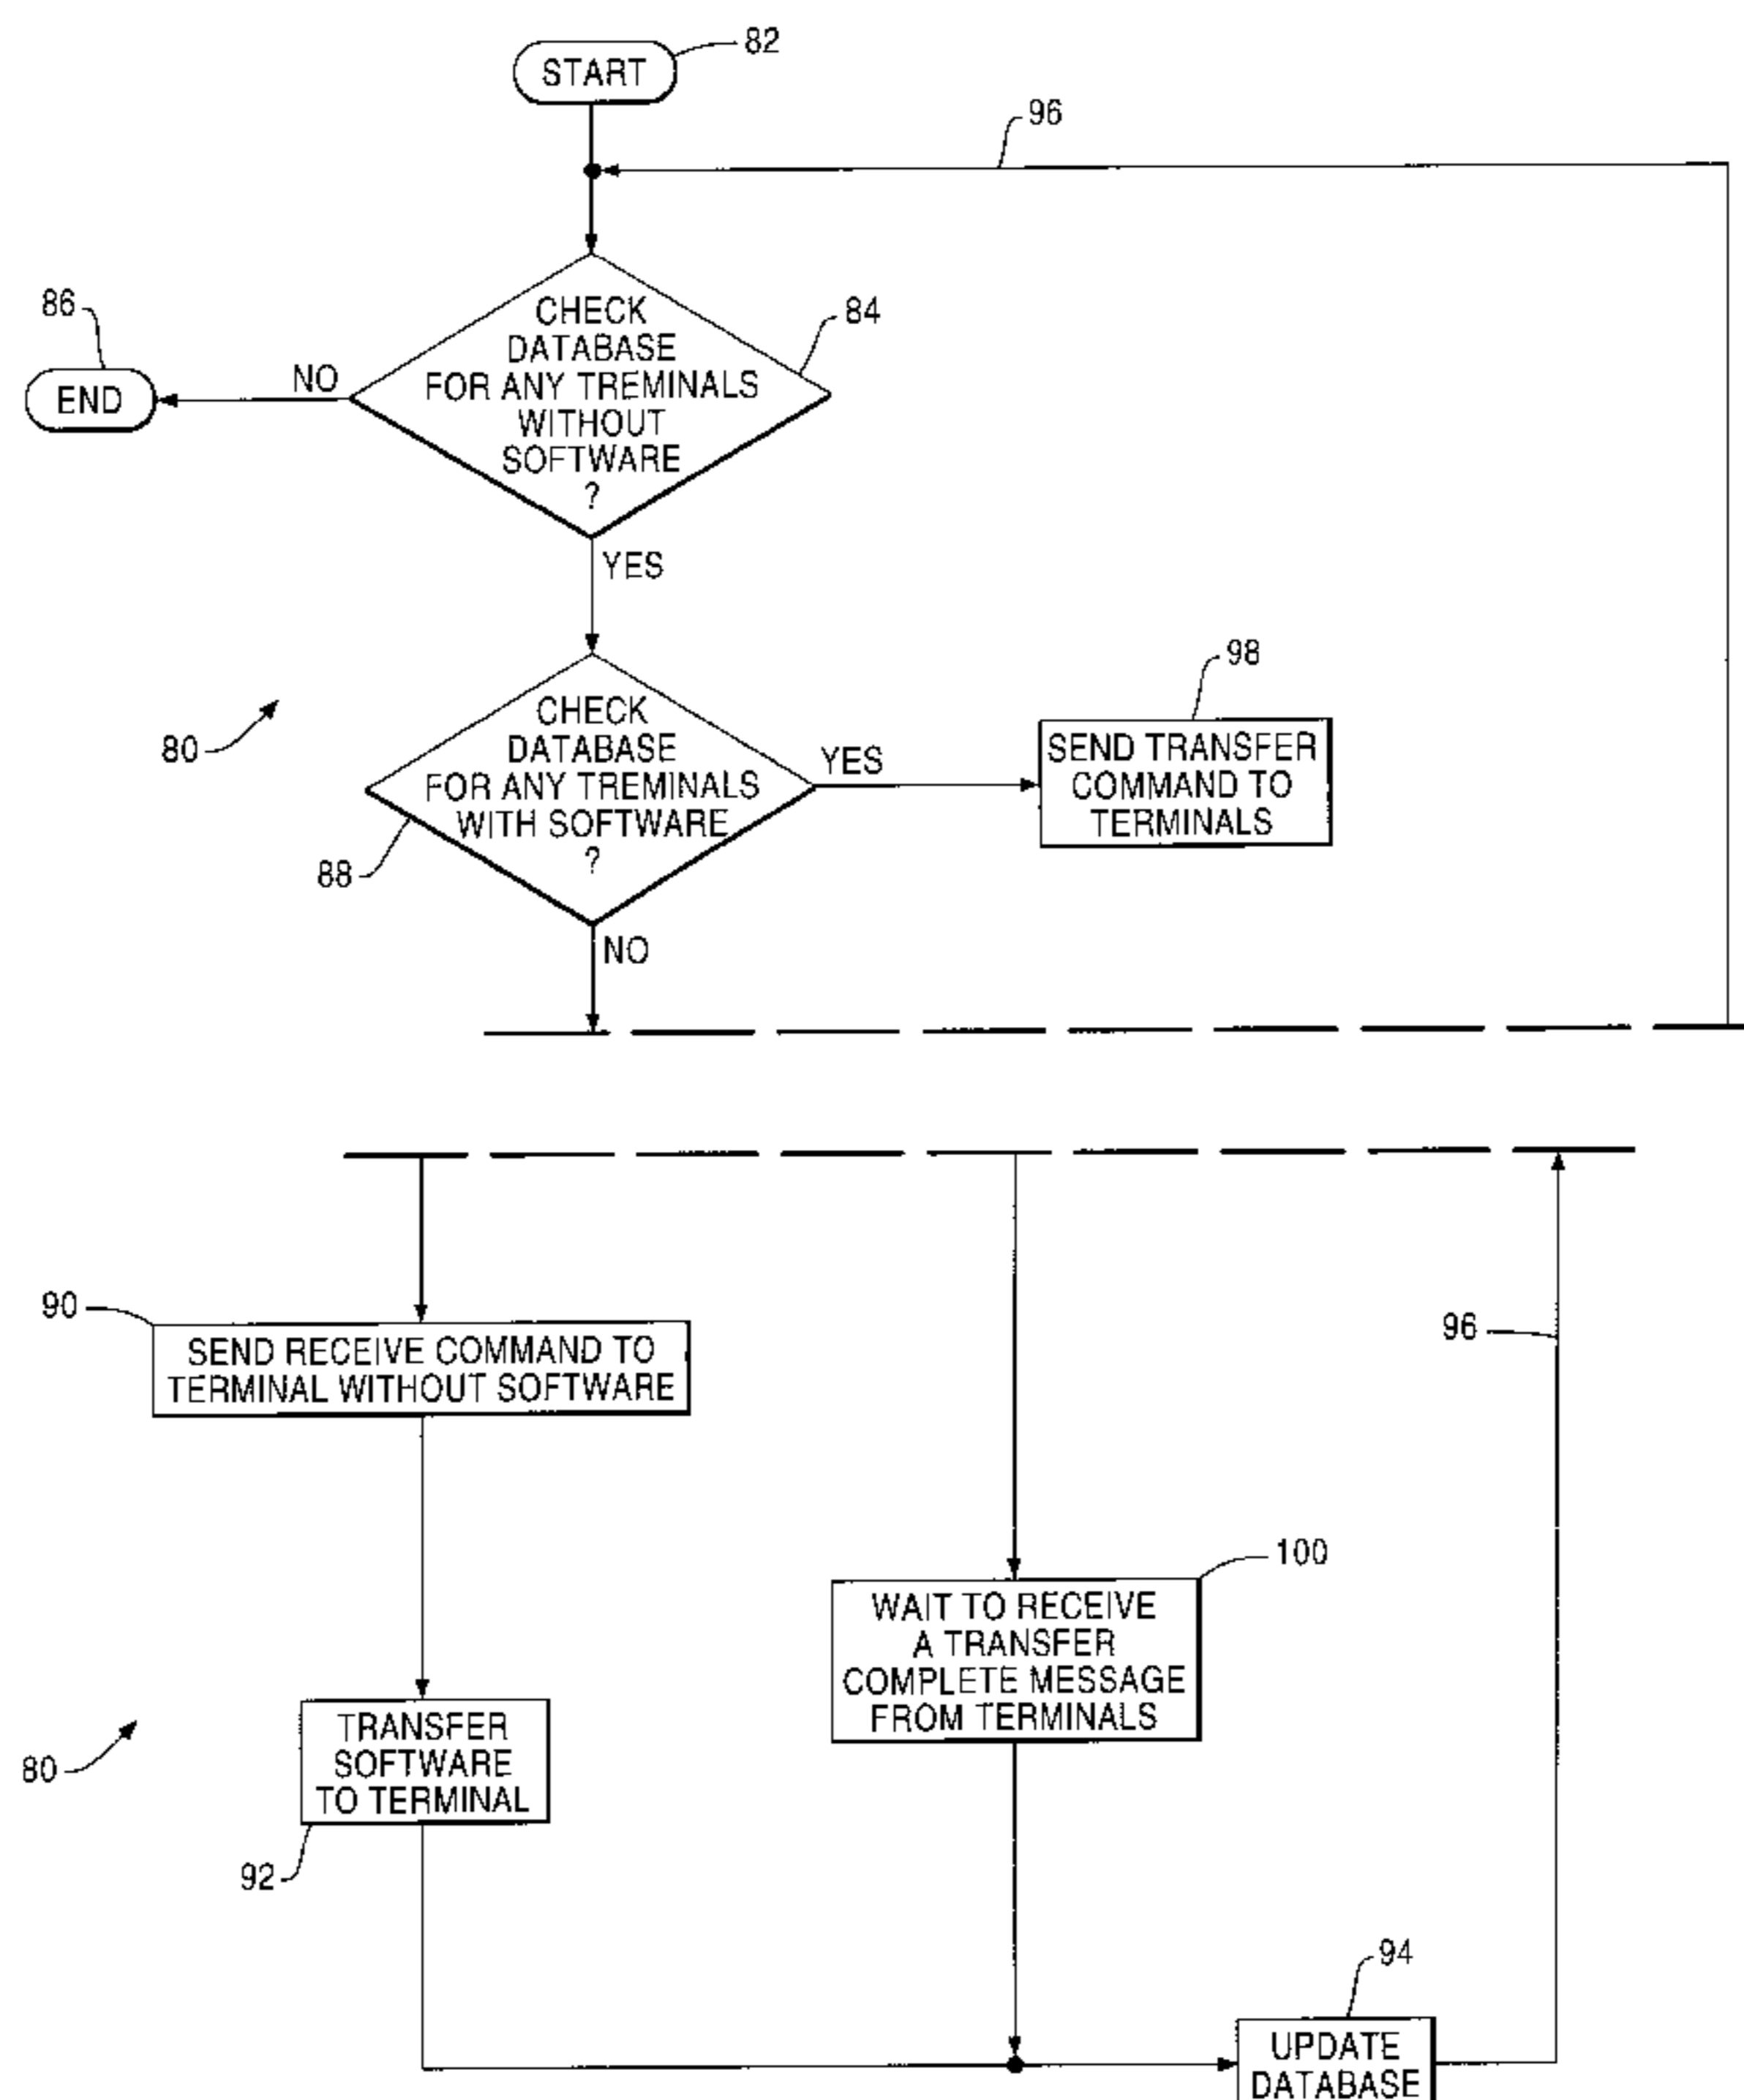 82
START
96
86
84
CHECK
DATABASE
FOR ANY TREMINALS
WITHOUT
SOFTWARE
?
NO
END
YES
98
80
CHECK
DATABASE
FOR ANY TREMINALS
WITH SOFTWARE
?
YES
SEND TRANSFER
COMMAND TO
TERMINALS
88
NO
90
SEND RECEIVE COMMAND TO
TERMINAL WITHOUT SOFTWARE
96
100
WAIT TO RECEIVE
A TRANSFER
COMPLETE MESSAGE
FROM TERMINALS
80
TRANSFER
SOFTWARE
TO TERMINAL
92
94
UPDATE
DATABASE